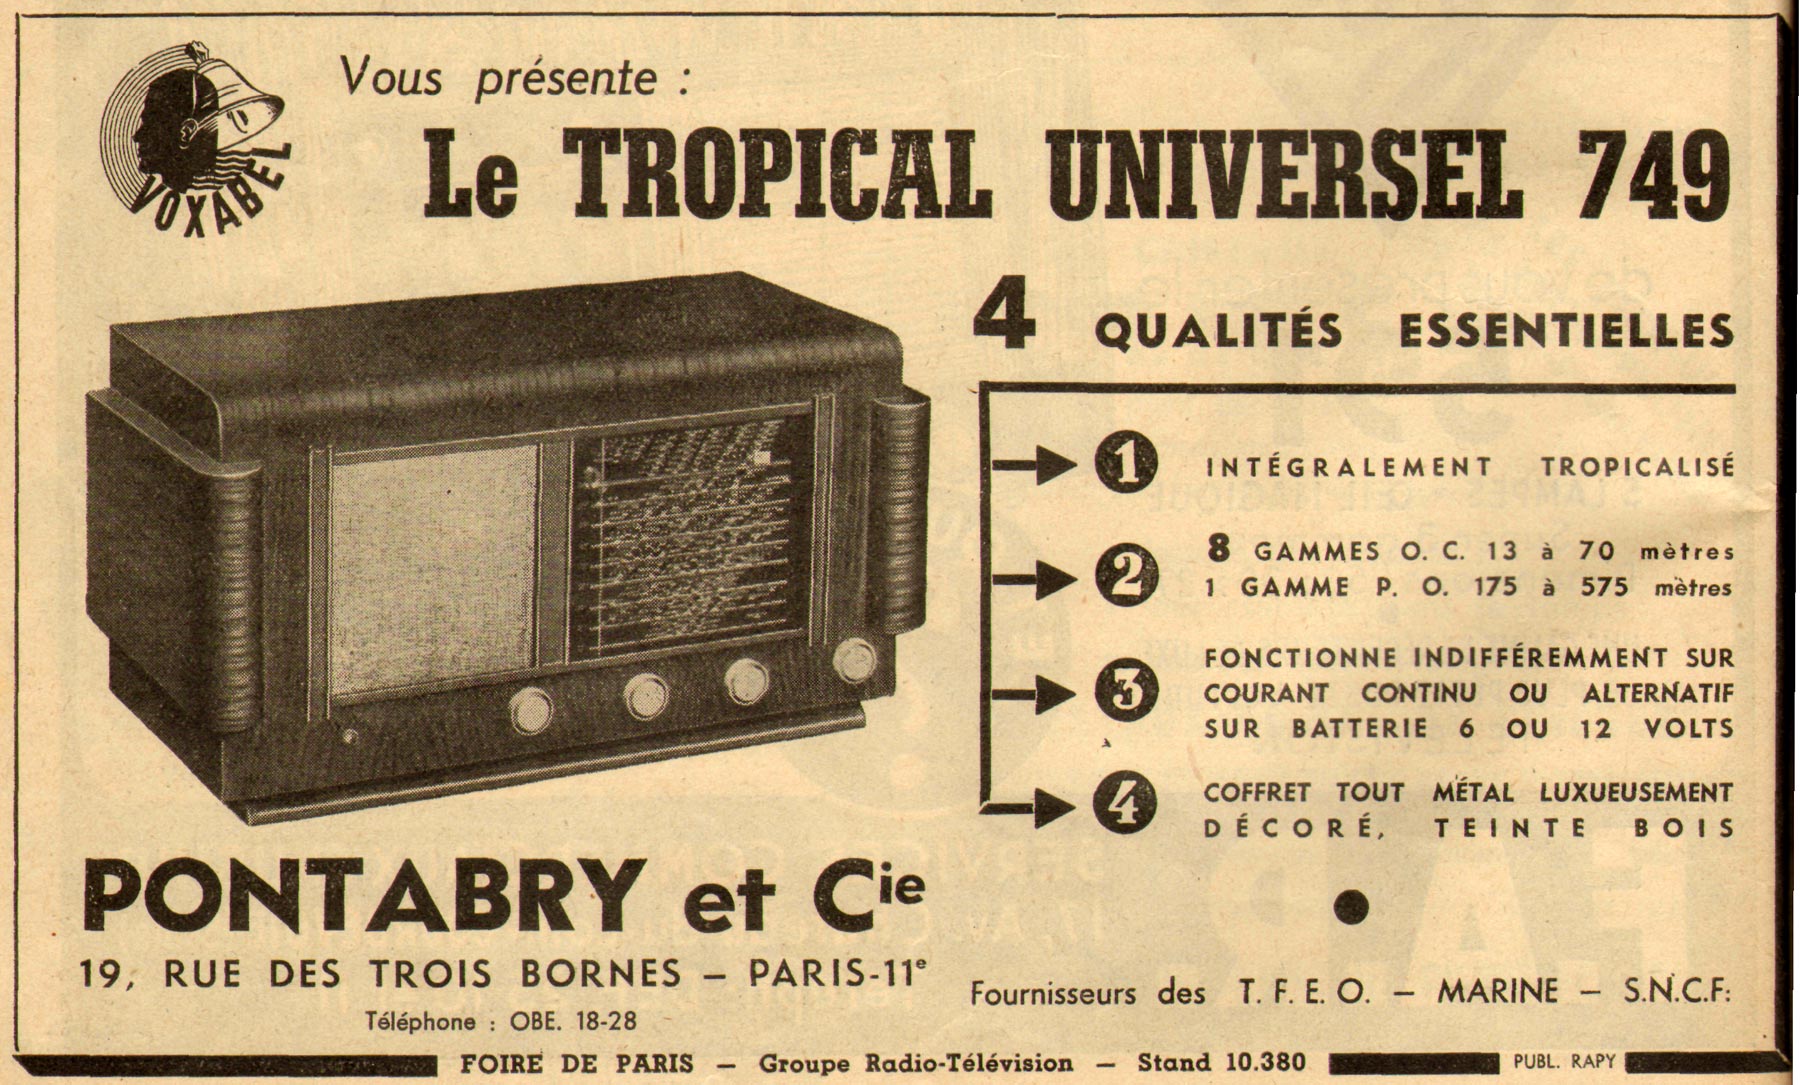 VOXABEL
Vous présente :
Le TROPICAL UNIVERSEL 749
4 QUALITÉS ESSENTIELLES
1 INTÉGRALEMENT TROPICALISÉ
2 8 GAMMES O. C. 13 à 70 mètres
1 GAMME P. O. 175 à 575 mètres
3 FONCTIONNE INDIFFÉREMMENT SUR
COURANT CONTINU OU ALTERNATIF
SUR BATTERIE 6 OU 12 VOLTS
4 COFFRET TOUT MÉTAL LUXUEUSEMENT
DÉCORÉ, TEINTE BOIS
PONTABRY et Cie
19, RUE DES TROIS BORNES – PARIS-11e
Téléphone : OBE. 18-28
Fournisseurs des T. F. E. O. – MARINE – S.N.C.F.
FOIRE DE PARIS – Groupe Radio-Télévision – Stand 10.380
PUBL. RAPY